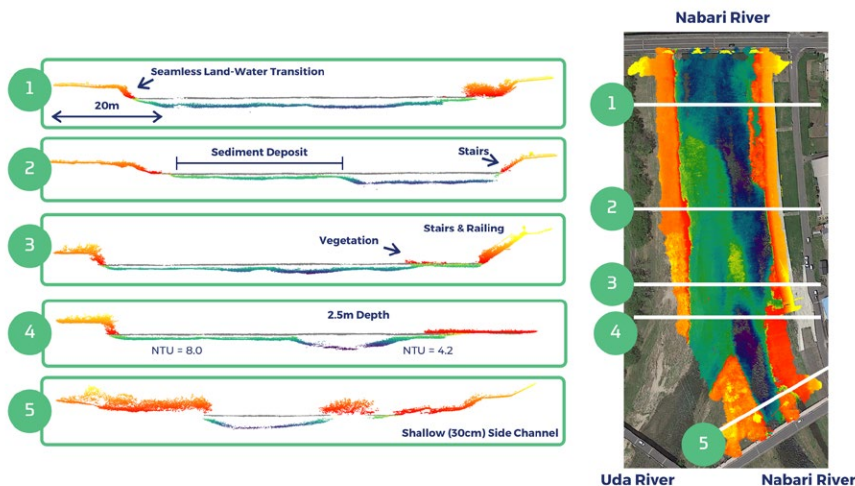 Nabari River
1
Seamless Land-Water Transition
20m
2
Sediment Deposit
Stairs
3
Vegetation
Stairs & Railing
4
2.5m Depth
NTU = 8.0
NTU = 4.2
5
Shallow (30cm) Side Channel
1
2
3
4
5
Uda River
Nabari River